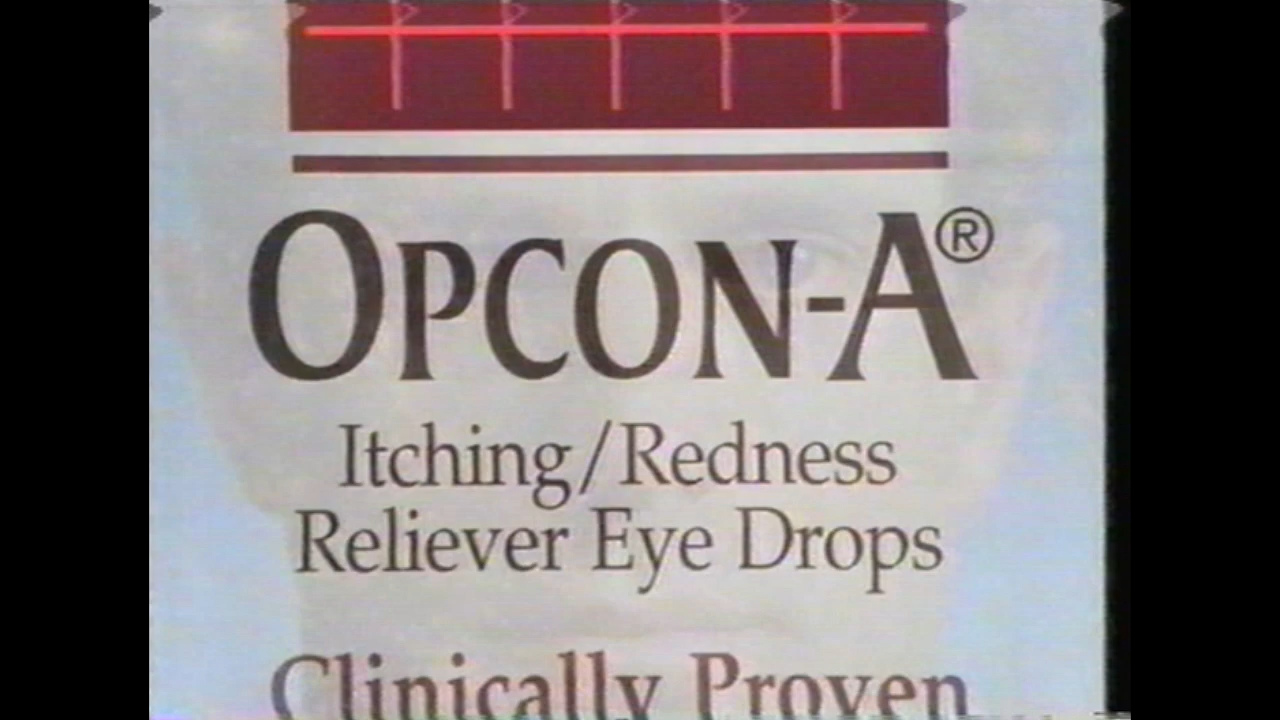 OPCON-A®
Itching/Redness
Reliever Eye Drops
Clinically Proven